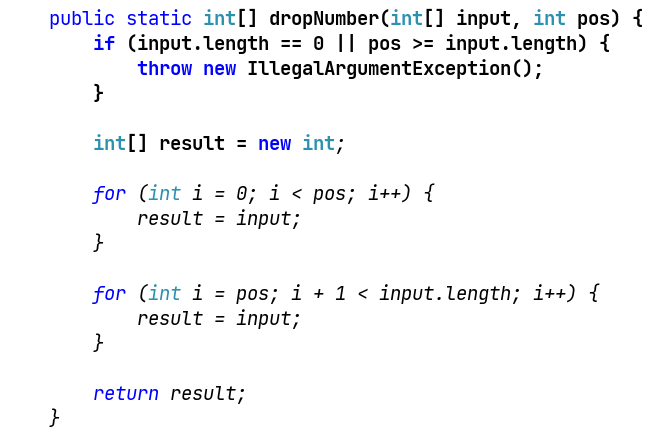 public static int[] dropNumber(int[] input, int pos) {
    if (input.length == 0 || pos >= input.length) {
        throw new IllegalArgumentException();
    }

    int[] result = new int;

    for (int i = 0; i < pos; i++) {
        result = input;
    }

    for (int i = pos; i + 1 < input.length; i++) {
        result = input;
    }

    return result;
}